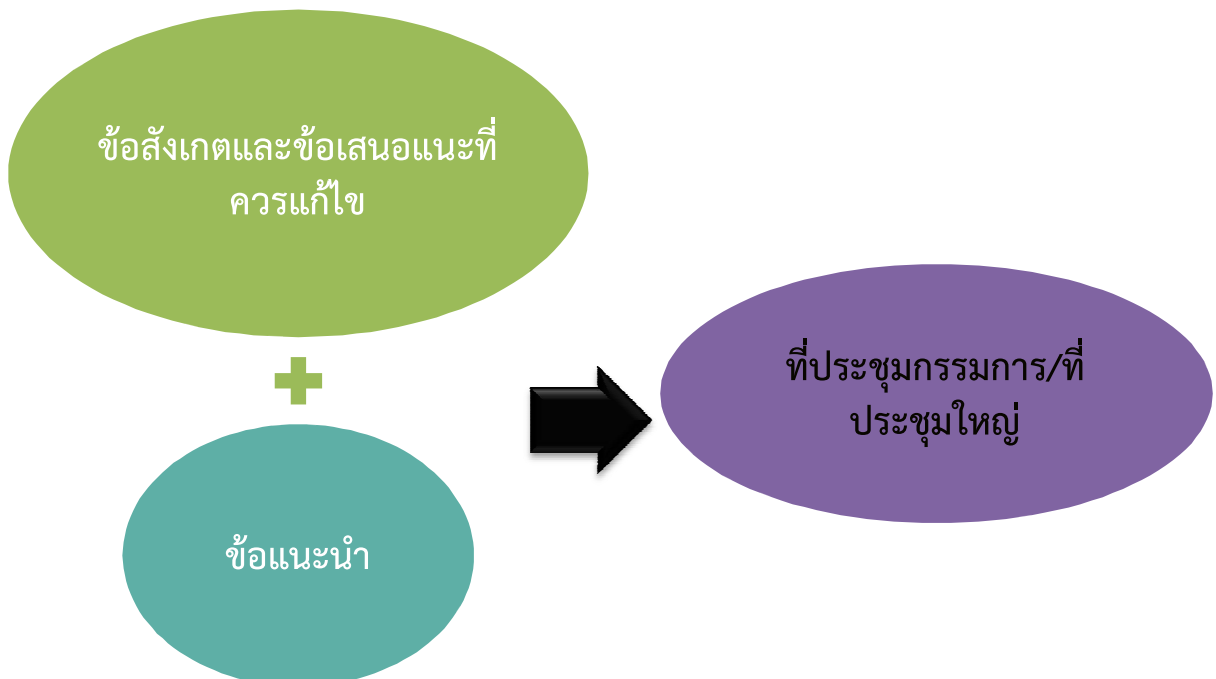 ข้อสังเกตและข้อเสนอแนะที่
ควรแก้ไข
ข้อแนะนำ
ที่ประชุมกรรมการ/ที่
ประชุมใหญ่